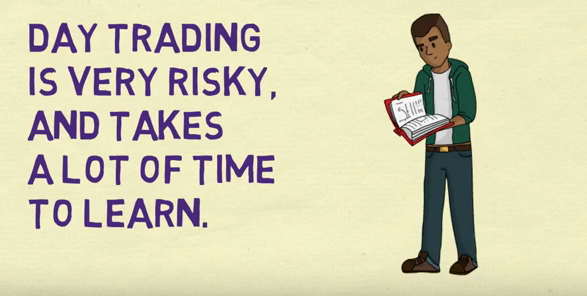 DAY TRADING
IS VERY RISKY,
AND TAKES
A LOT OF TIME
TO LEARN.